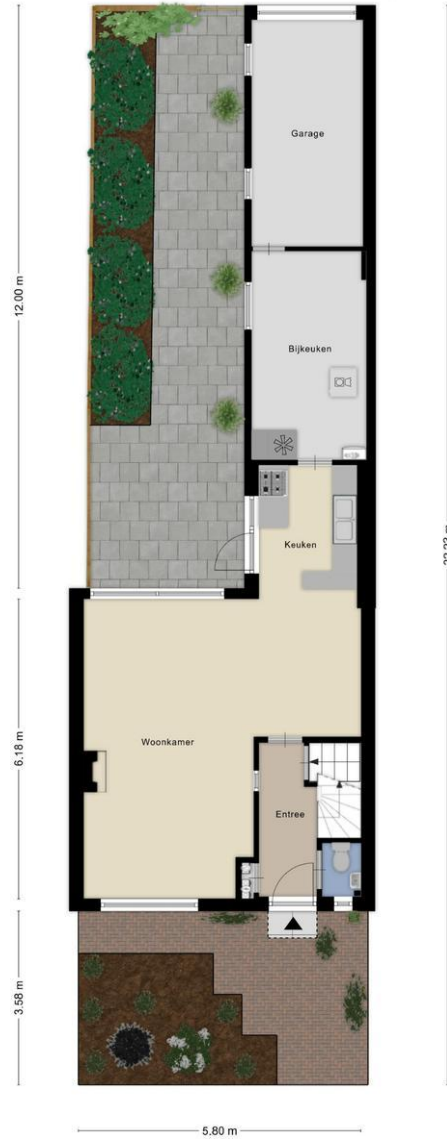 Garage
12.00 m
Bijkeuken
Keuken
Woonkamer
6.18 m
Entree
3.58 m
5.80 m